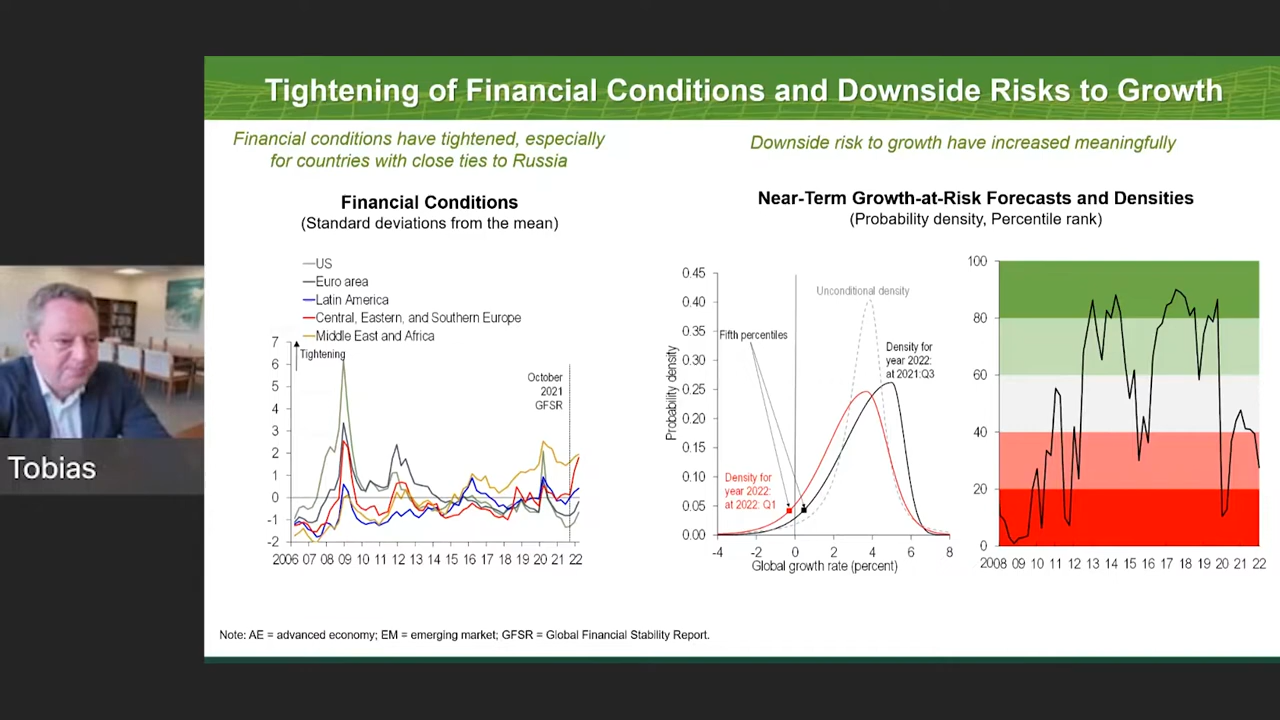 Tightening of Financial Conditions and Downside Risks to Growth
Financial conditions have tightened, especially
for countries with close ties to Russia
Financial Conditions
(Standard deviations from the mean)
US
Euro area
Latin America
Central, Eastern, and Southern Europe
Middle East and Africa
Tightening
October
2021
GFSR
7
6
5
4
3
2
1
0
-1
-2
2006 07 08 09 10 11 12 13 14 15 16 17 18 19 20 21 22
Downside risk to growth have increased meaningfully
Near-Term Growth-at-Risk Forecasts and Densities
(Probability density, Percentile rank)
Probability density
0.45
0.40
0.35
0.30
0.25
0.20
0.15
0.10
0.05
0.00
Unconditional density
Fifth percentiles
Density for
year 2022:
at 2021:Q3
Density for
year 2022:
at 2022: Q1
-4 -2 0 2 4 6 8
Global growth rate (percent)
100
80
60
40
20
0
2008 09 10 11 12 13 14 15 16 17 18 19 20 21 22
Tobias
Note: AE = advanced economy; EM = emerging market; GFSR = Global Financial Stability Report.